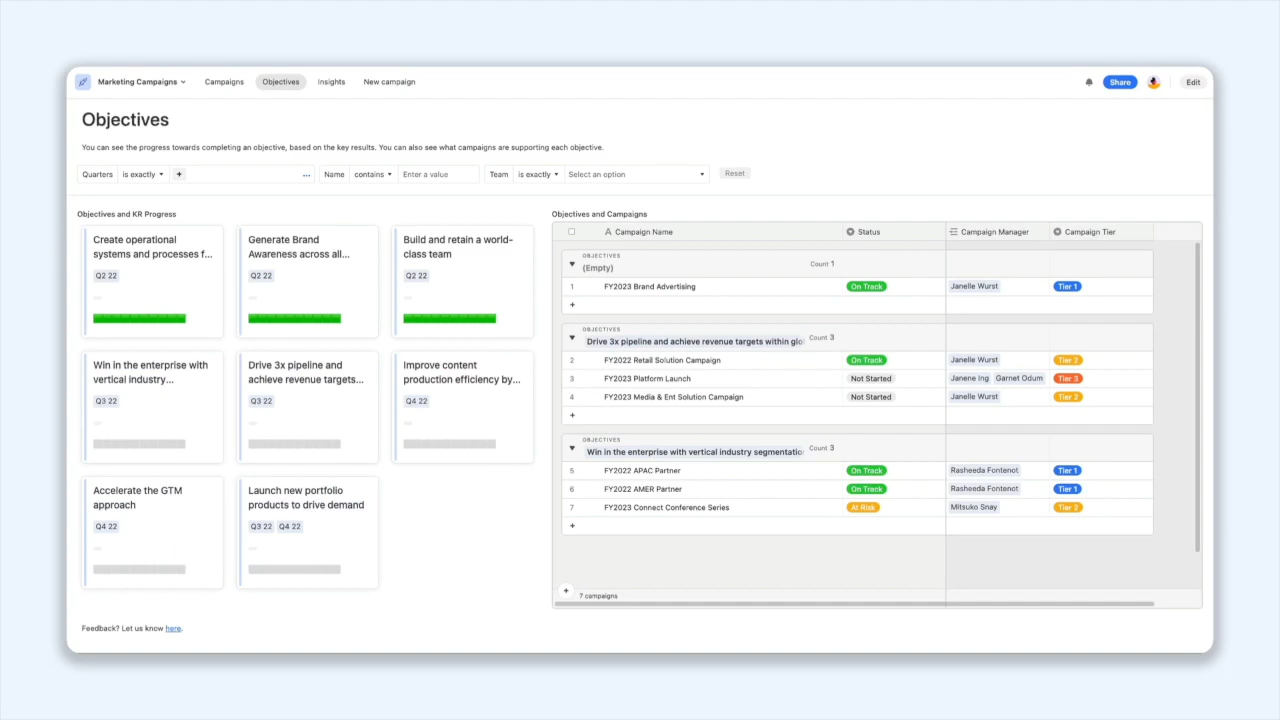 Marketing Campaigns Campaigns Objectives Insights New campaign Share Edit
Objectives
You can see the progress towards completing an objective, based on the key results. You can also see what campaigns are supporting each objective.
Quarters is exactly + ... Name contains Enter a value Team is exactly Select an option Reset
Objectives and KR Progress
Create operational
systems and processes f...
Q2 22
Generate Brand
Awareness across all...
Q2 22
Build and retain a world-
class team
Q2 22
Win in the enterprise with
vertical industry...
Q3 22
Drive 3x pipeline and
achieve revenue targets...
Q3 22
Improve content
production efficiency by...
Q4 22
Accelerate the GTM
approach
Q4 22
Launch new portfolio
products to drive demand
Q3 22 Q4 22
Objectives and Campaigns
Campaign Name Status Campaign Manager Campaign Tier
OBJECTIVES
(Empty) Count 1
1 FY2023 Brand Advertising On Track Janelle Wurst Tier 1
+
OBJECTIVES
Drive 3x pipeline and achieve revenue targets within glo Count 3
2 FY2022 Retail Solution Campaign On Track Janelle Wurst Tier 2
3 FY2023 Platform Launch Not Started Janene Ing Garnet Odum Tier 3
4 FY2023 Media & Ent Solution Campaign Not Started Janelle Wurst Tier 2
+
OBJECTIVES
Win in the enterprise with vertical industry segmentatio Count 3
5 FY2022 APAC Partner On Track Rasheeda Fontenot Tier 1
6 FY2022 AMER Partner On Track Rasheeda Fontenot Tier 1
7 FY2023 Connect Conference Series At Risk Mitsuko Snay Tier 2
+
+ 7 campaigns
Feedback? Let us know here.